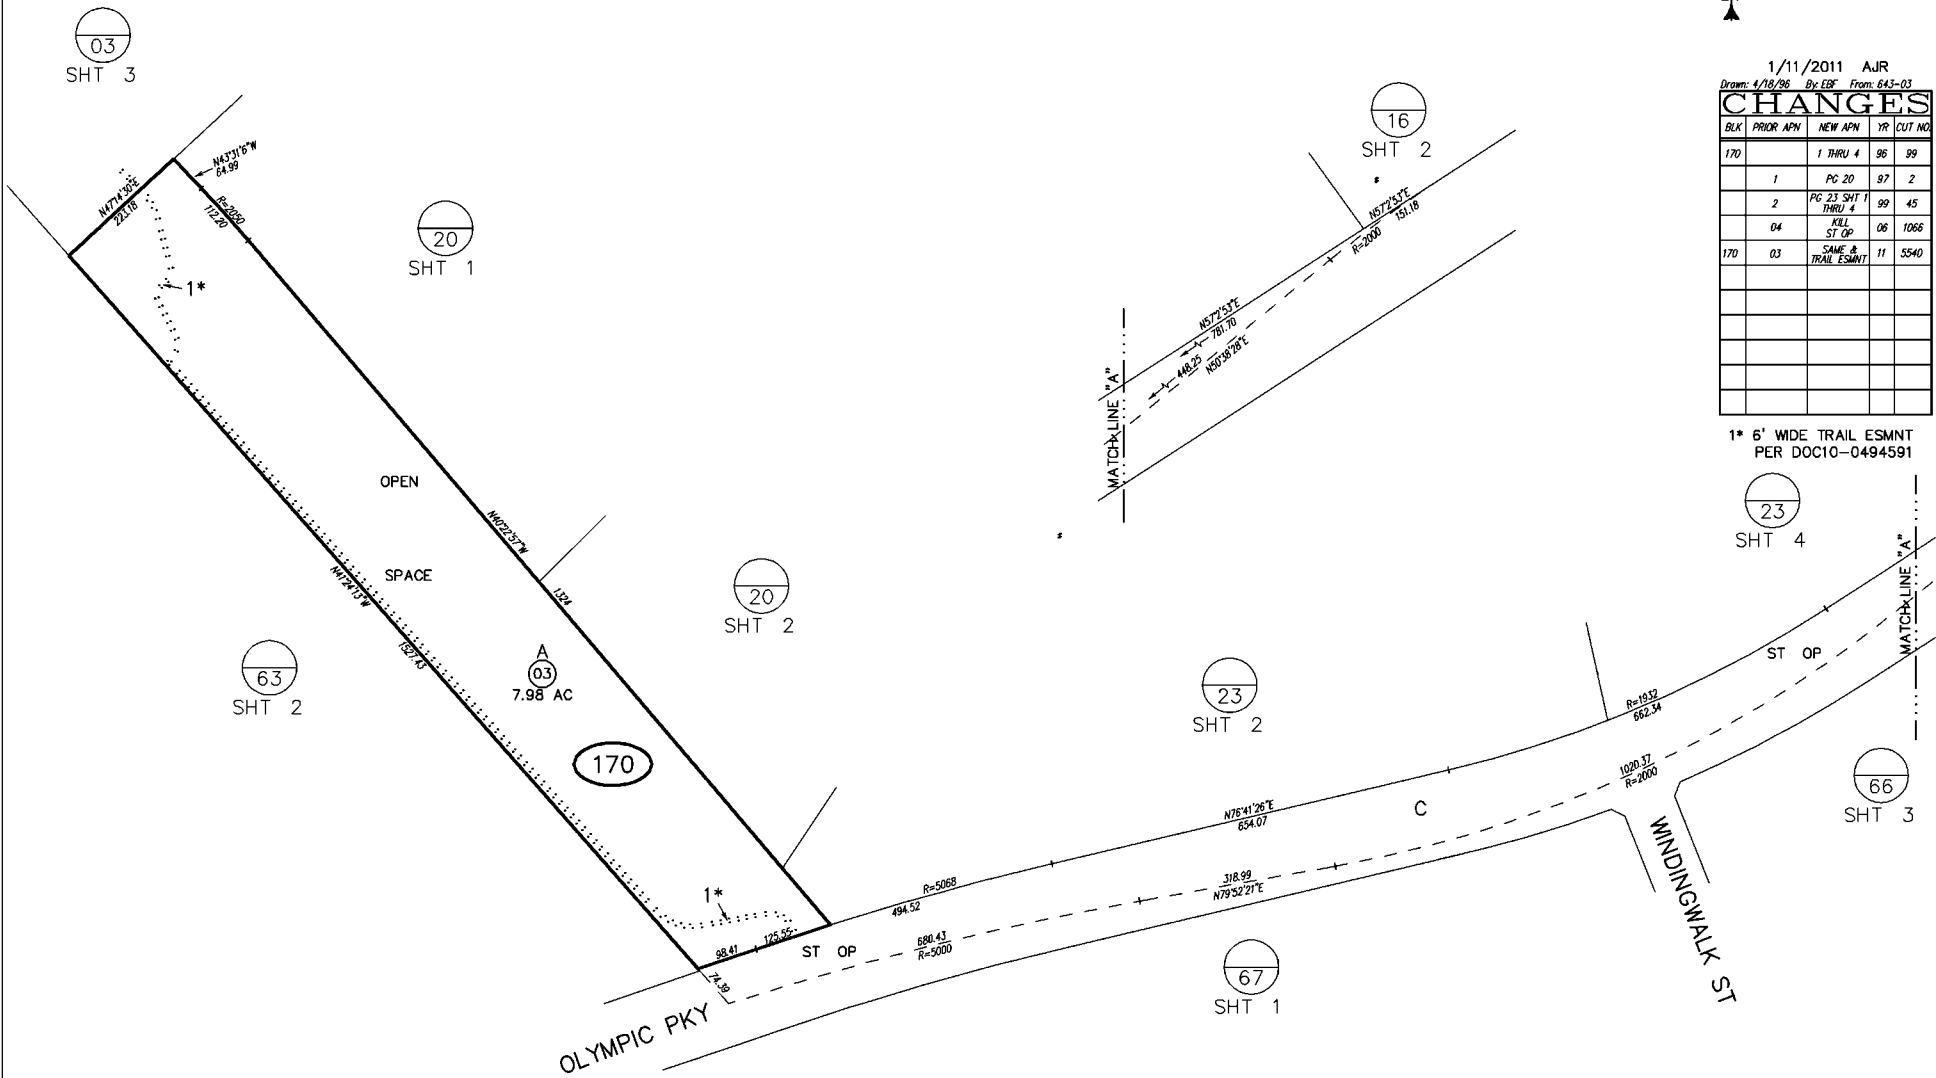 03
SHT 3
N43°31'6"W
64.99
N47°14'30"E
223.18
R=2050
112.20
20
SHT 1
1*
OPEN
SPACE
N40°22'57"W
1324
N41°24'13"W
1527.43
A
03
7.98 AC
170
63
SHT 2
20
SHT 2
1*
98.41
125.55
74.39
ST OP
OLYMPIC PKY
R=5068
494.52
680.43
R=5000
N76°41'26"E
654.07
318.99
N79°52'21"E
C
23
SHT 2
67
SHT 1
R=1932
662.34
1020.37
R=2000
ST OP
WINDINGWALK ST
66
SHT 3
MATCH LINE "A"
23
SHT 4
16
SHT 2
N57°2'53"E
151.18
R=2000
N57°2'53"E
781.70
448.25
N50°38'28"E
MATCH LINE "A"
1/11/2011 AJR
Drawn: 4/18/96 By: EBF From: 643-03
CHANGES
BLK PRIOR APN NEW APN YR CUT NO.
170 1 THRU 4 96 99
1 PG 20 97 2
2 PG 23 SHT 1 THRU 4 99 45
04 KILL ST OP 06 1066
170 03 SAME & TRAIL ESMNT 11 5540
1* 6' WIDE TRAIL ESMNT
PER DOC10-0494591